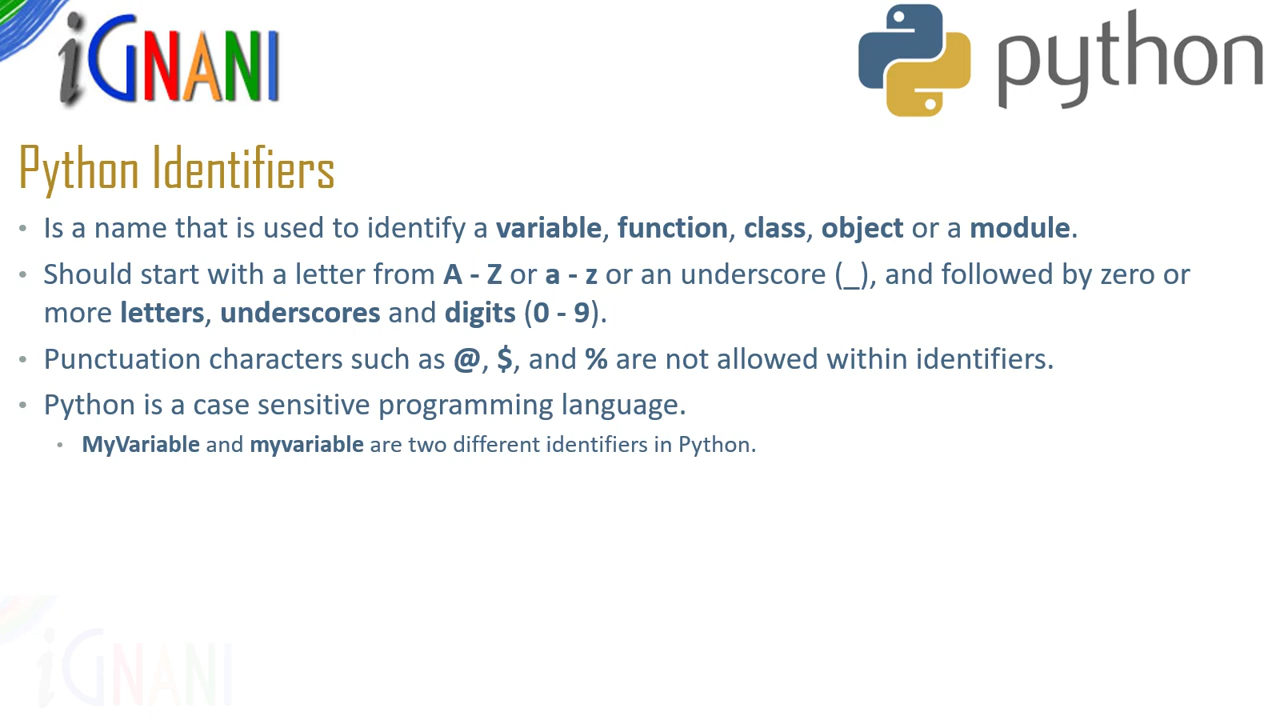 iGNANI
python
Python Identifiers
• Is a name that is used to identify a variable, function, class, object or a module.
• Should start with a letter from A - Z or a - z or an underscore (_), and followed by zero or
more letters, underscores and digits (0 - 9).
• Punctuation characters such as @, $, and % are not allowed within identifiers.
• Python is a case sensitive programming language.
• MyVariable and myvariable are two different identifiers in Python.
iGNANI